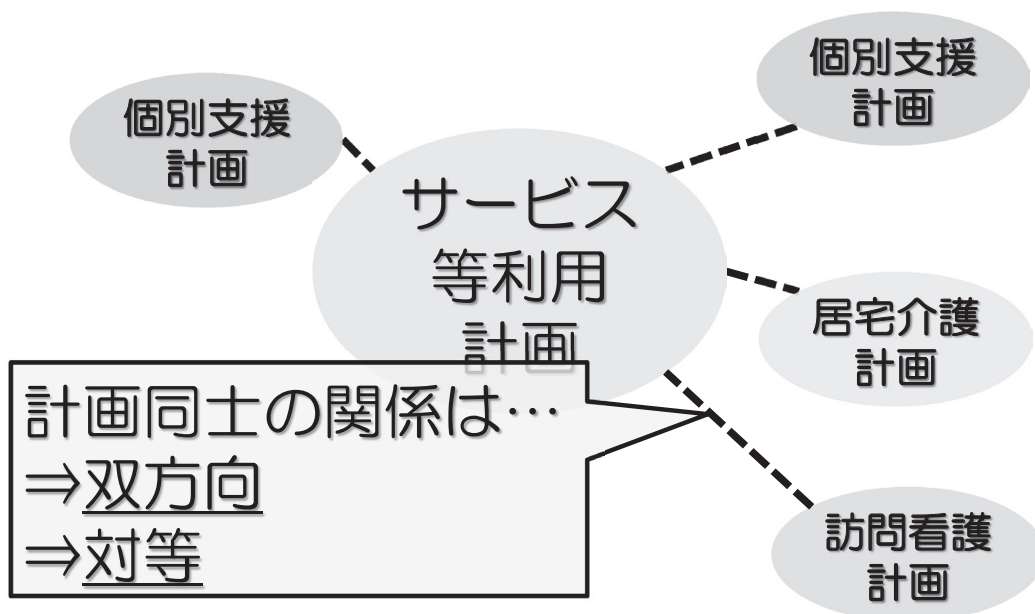 個別支援
計画
個別支援
計画
サービス
等利用
計画
居宅介護
計画
計画同士の関係は…
⇒双方向
⇒対等
訪問看護
計画